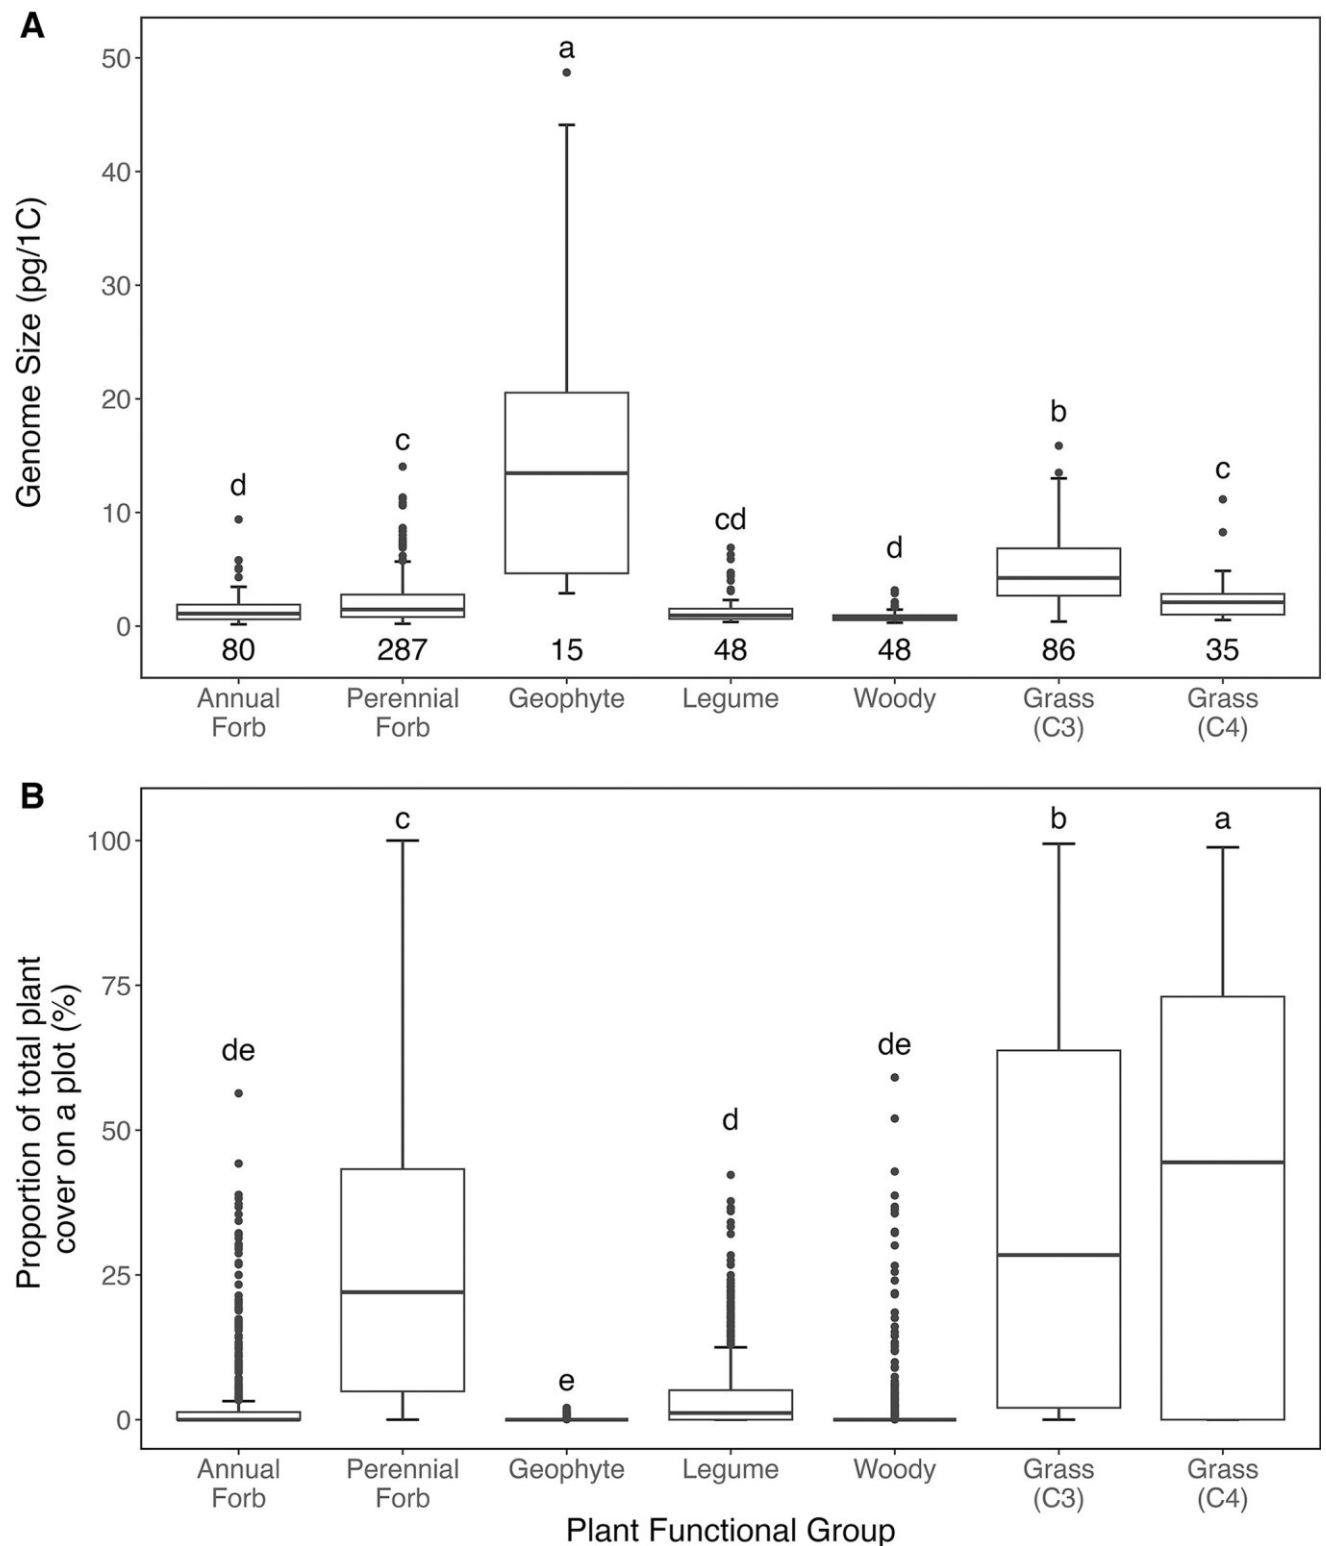 A
Genome Size (pg/1C)
50
40
30
20
10
0
d
c
a
cd
d
b
c
80 287 15 48 48 86 35
Annual Forb
Perennial Forb
Geophyte
Legume
Woody
Grass (C3)
Grass (C4)
B
Proportion of total plant
cover on a plot (%)
100
75
50
25
0
de
c
e
d
de
b
a
Annual Forb
Perennial Forb
Geophyte
Legume
Woody
Grass (C3)
Grass (C4)
Plant Functional Group